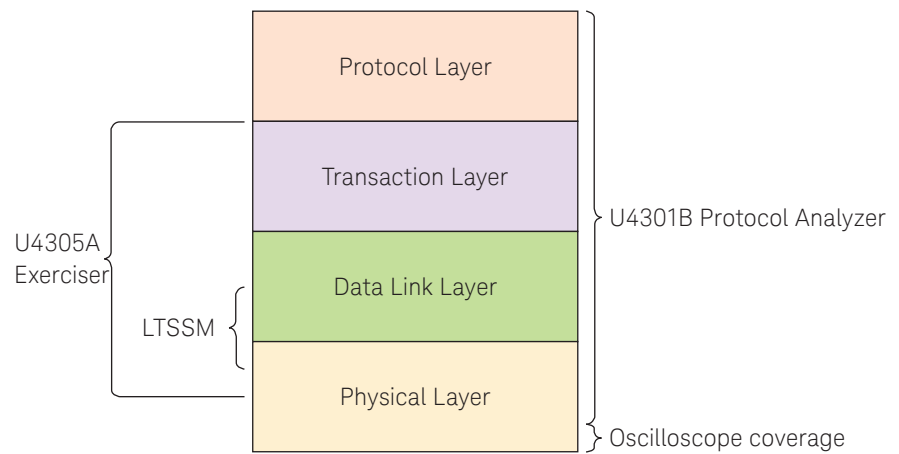 Protocol Layer
Transaction Layer
U4301B Protocol Analyzer
U4305A
Exerciser
Data Link Layer
LTSSM
Physical Layer
Oscilloscope coverage